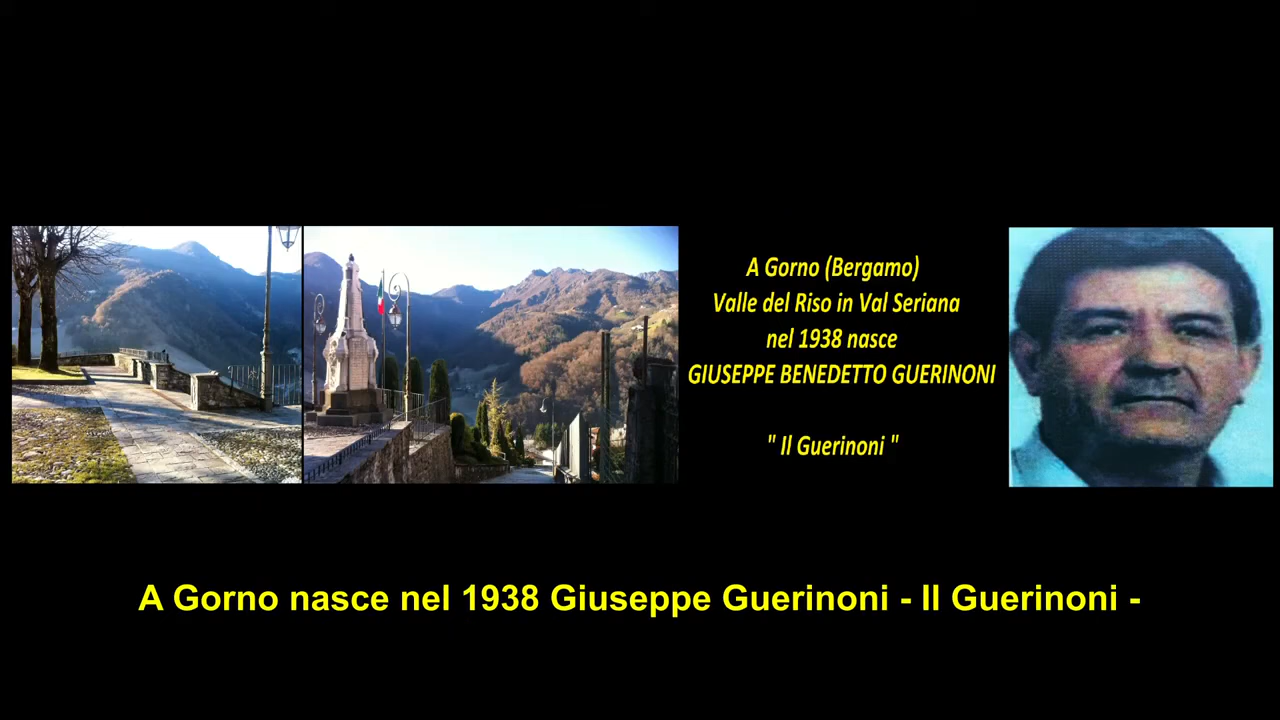 A Gorno (Bergamo)
Valle del Riso in Val Seriana
nel 1938 nasce
GIUSEPPE BENEDETTO GUERINONI
" Il Guerinoni "
A Gorno nasce nel 1938 Giuseppe Guerinoni - Il Guerinoni -